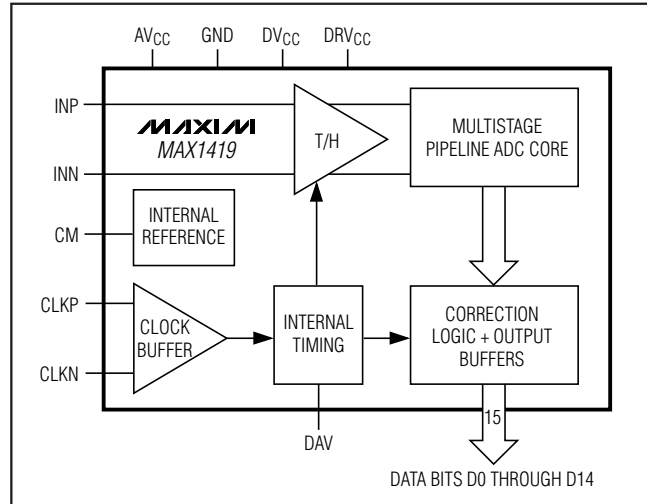 AVCC GND DVCC DRVCC
INP
MAXIM
MAX1419
T/H
MULTISTAGE
PIPELINE ADC CORE
INN
INTERNAL
REFERENCE
CM
CLKP
CLOCK
BUFFER
INTERNAL
TIMING
CORRECTION
LOGIC + OUTPUT
BUFFERS
CLKN
15
DAV
DATA BITS D0 THROUGH D14